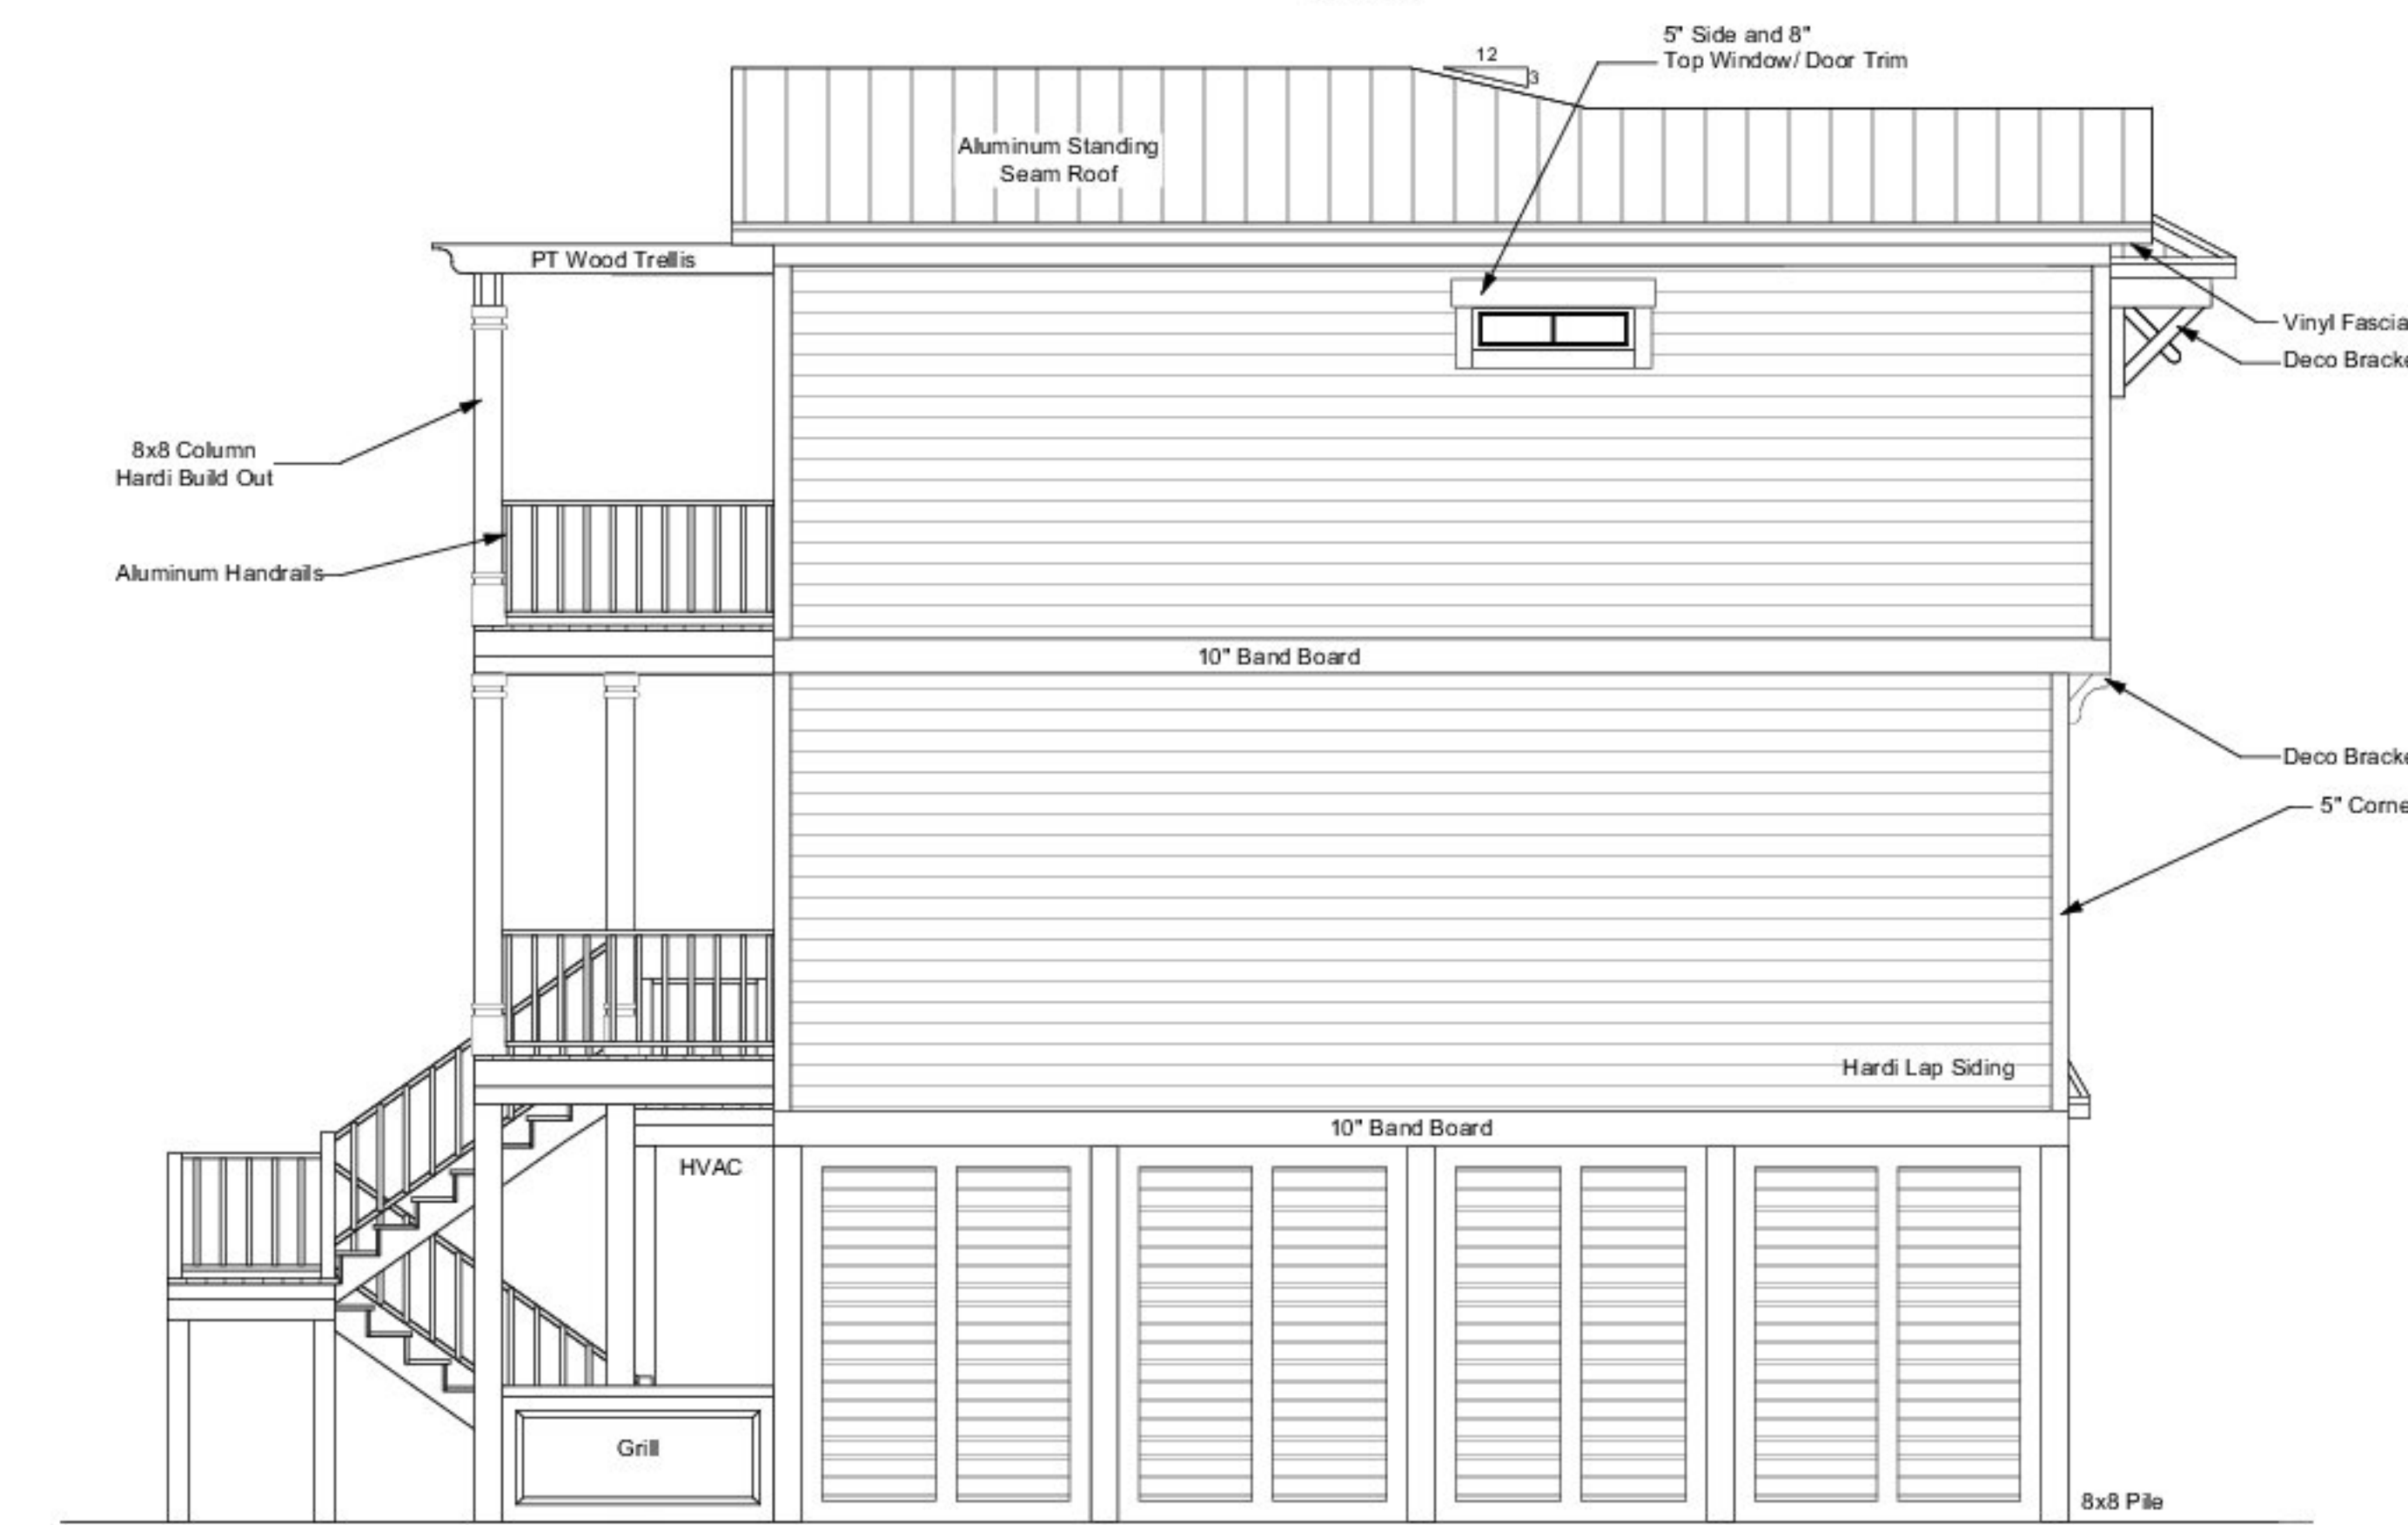 5" Side and 8"
Top Window/ Door Trim
12
3
Aluminum Standing
Seam Roof
PT Wood Trellis
Vinyl Fascia
8x8 Column
Hardi Build Out
Aluminum Handrails
10" Band Board
5"
Hardi Lap Siding
10" Band Board
HVAC
Grill
8x8 Pile